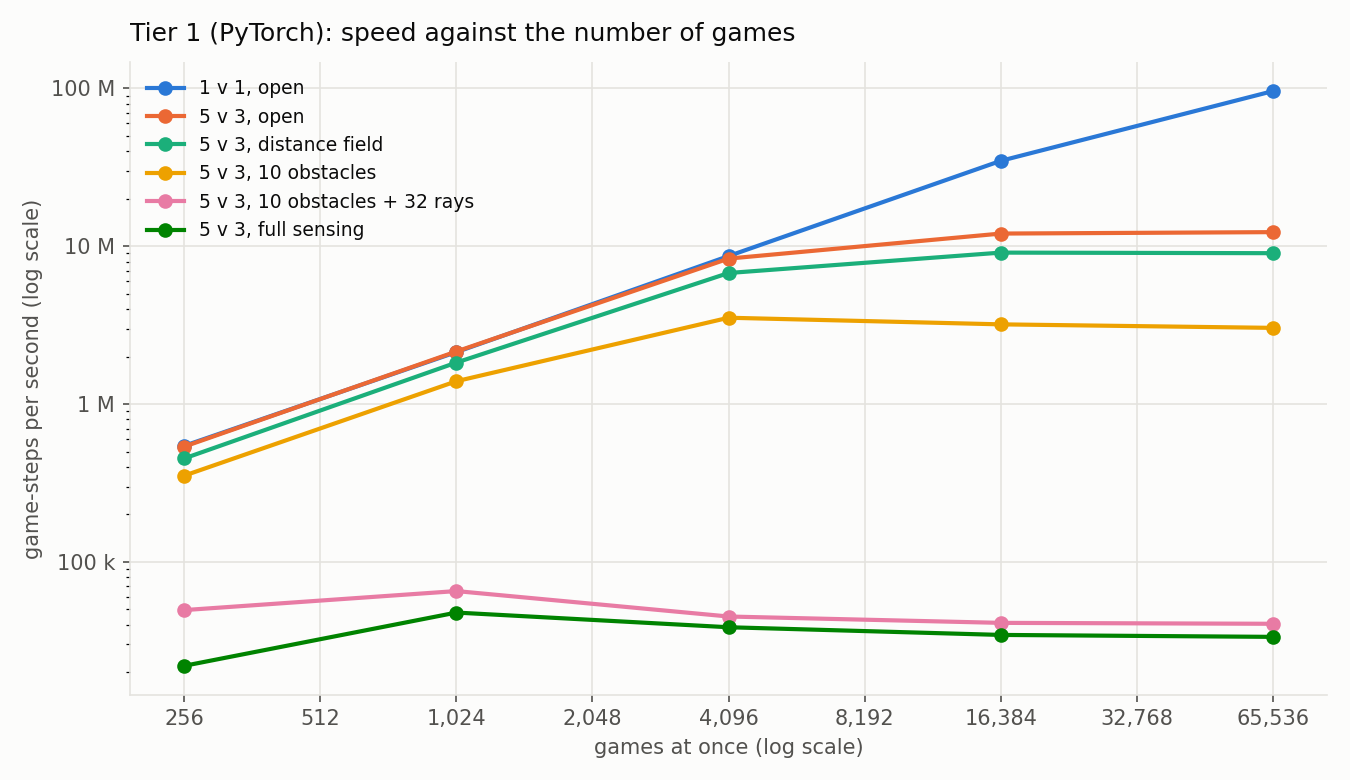 Tier 1 (PyTorch): speed against the number of games
100 M
10 M
1 M
100 k
game-steps per second (log scale)
1 v 1, open
5 v 3, open
5 v 3, distance field
5 v 3, 10 obstacles
5 v 3, 10 obstacles + 32 rays
5 v 3, full sensing
256
512
1,024
2,048
4,096
8,192
16,384
32,768
65,536
games at once (log scale)